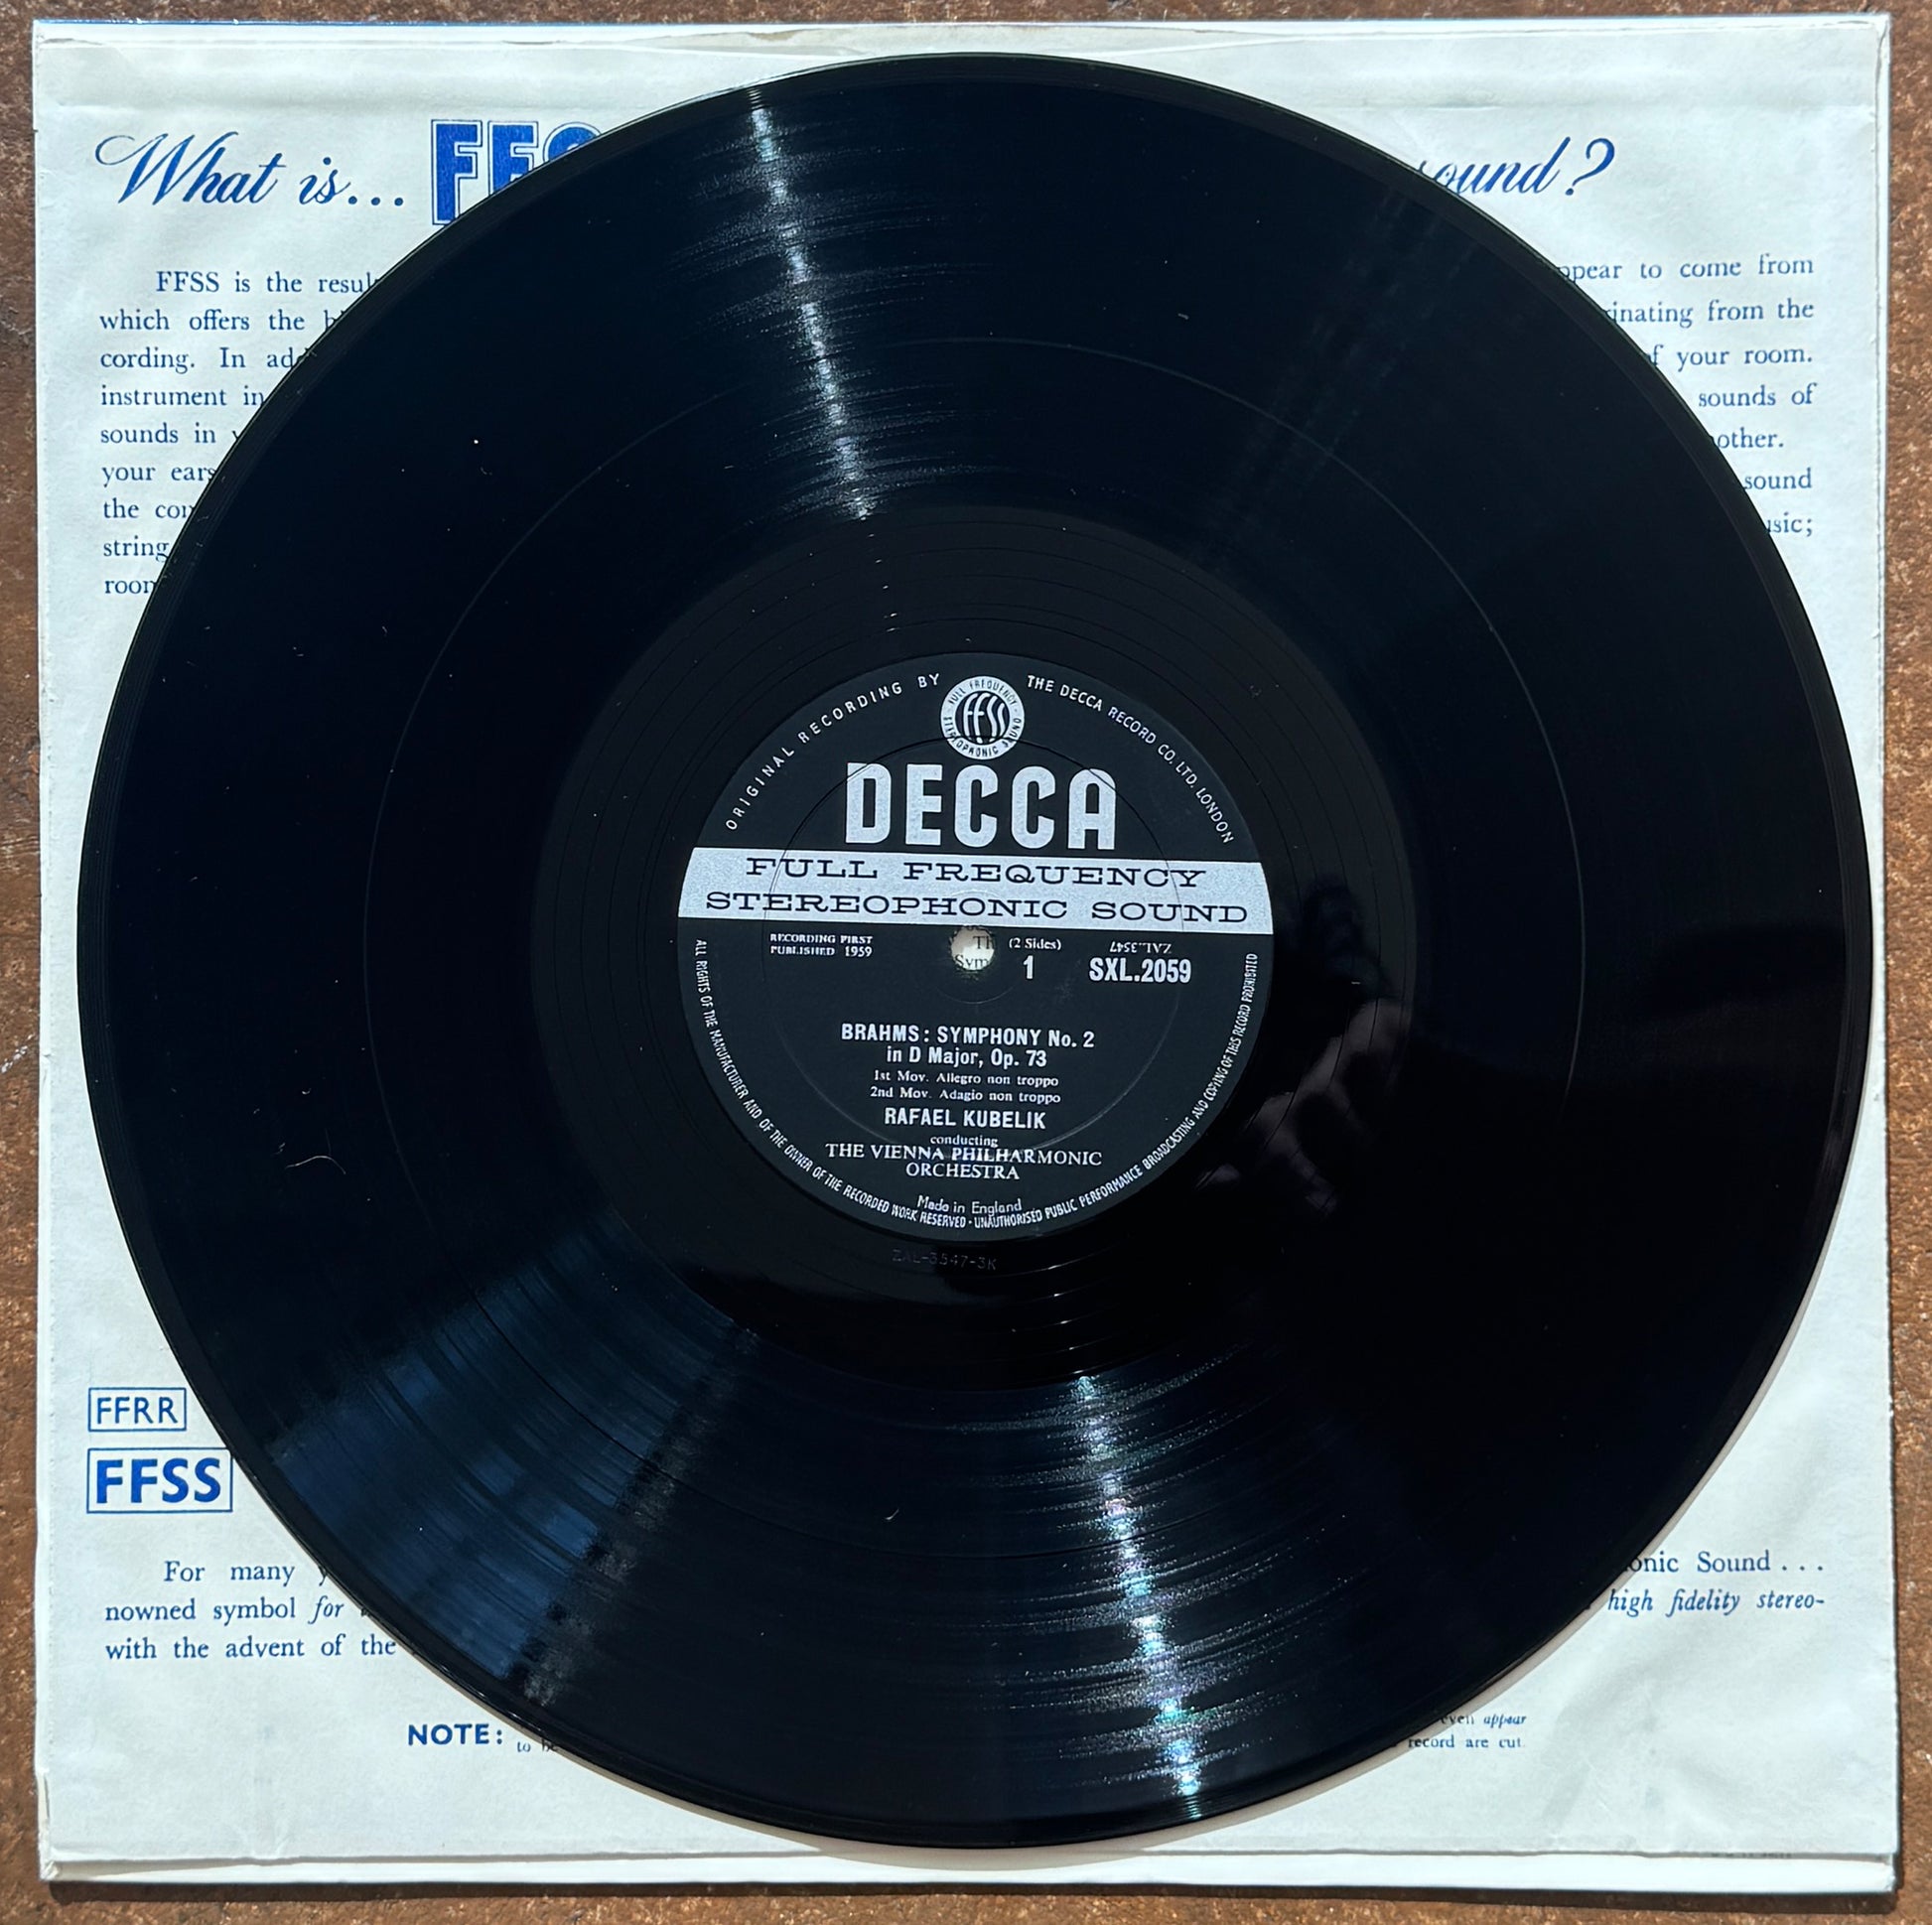 What is... FFS
sound?
FFSS is the result
which offers the
cording. In
instrument in
sounds in
your ears
the
string
room
appear to come from
originating from the
of your room.
sounds of
other.
sound
music;
ORIGINAL RECORDING BY THE DECCA RECORD CO. LTD. LONDON
FULL FREQUENCY STEREOPHONIC SOUND
FFSS
DECCA
FULL FREQUENCY
STEREOPHONIC SOUND
RECORDING FIRST
PUBLISHED 1959
(2 Sides)
1
ZAL.3547
SXL.2059
BRAHMS: SYMPHONY No. 2
in D Major, Op. 73
1st Mov. Allegro non troppo
2nd Mov. Adagio non troppo
RAFAEL KUBELIK
conducting
THE VIENNA PHILHARMONIC
ORCHESTRA
Made in England
ALL RIGHTS OF THE MANUFACTURER AND OF THE OWNER OF THE RECORDED WORK RESERVED · UNAUTHORISED PUBLIC PERFORMANCE BROADCASTING AND COPYING OF THIS RECORD PROHIBITED
ZAL-3547-3K
FFRR
FFSS
For many
nowned symbol for
with the advent of the
onic Sound...
high fidelity stereo-
NOTE:
to be
even appear
record are cut.